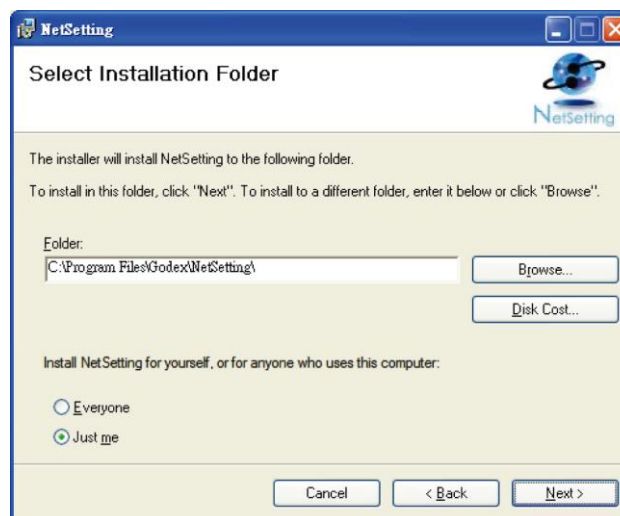 NetSetting
Select Installation Folder
NetSetting
The installer will install NetSetting to the following folder.
To install in this folder, click "Next". To install to a different folder, enter it below or click "Browse".
Folder:
C:\Program Files\Godex\NetSetting\
Browse...
Disk Cost...
Install NetSetting for yourself, or for anyone who uses this computer:
Everyone
Just me
Cancel
< Back
Next >